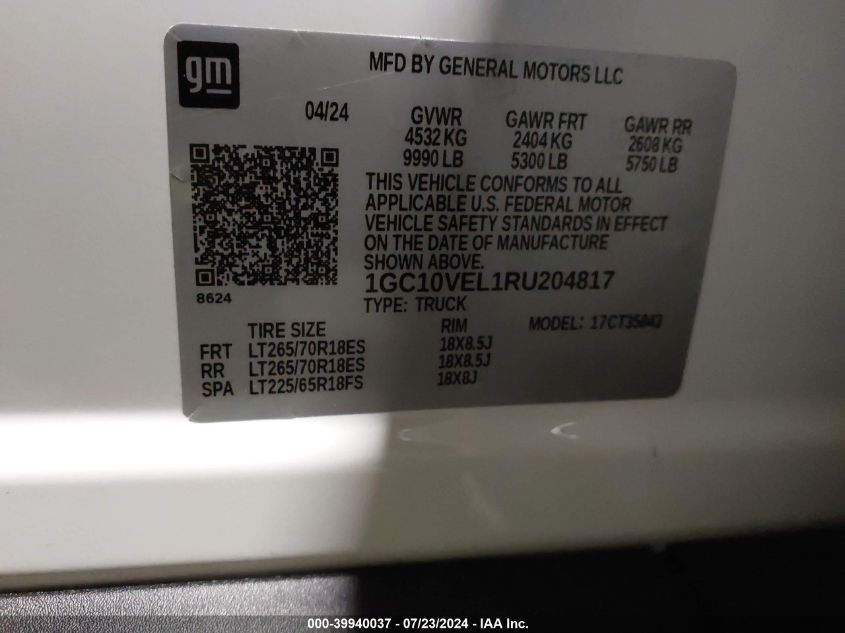 gm
MFD BY GENERAL MOTORS LLC
04/24
GVWR GAWR FRT GAWR RR
4532 KG 2404 KG 2608 KG
9990 LB 5300 LB 5750 LB
THIS VEHICLE CONFORMS TO ALL
APPLICABLE U.S. FEDERAL MOTOR
VEHICLE SAFETY STANDARDS IN EFFECT
ON THE DATE OF MANUFACTURE
SHOWN ABOVE.
8624
1GC10VEL1RU204817
TYPE: TRUCK
TIRE SIZE RIM MODEL:
FRT LT265/70R18ES 18X8.5J
RR LT265/70R18ES 18X8.5J
SPA LT225/65R18FS 18X8J
000-39940037 - 07/23/2024 - IAA Inc.